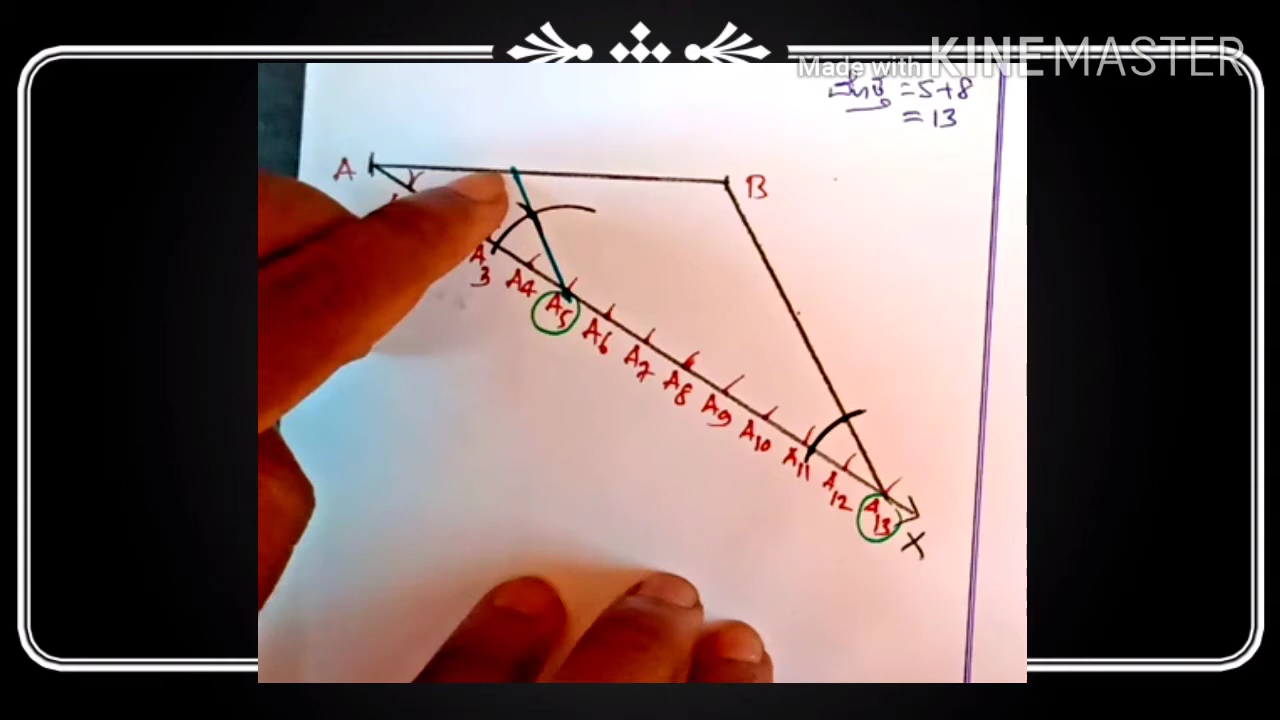 Made with KINEMASTER
= 5+8
= 13
A
B
A3
A4
A5
A6
A7
A8
A9
A10
A11
A12
A13
X